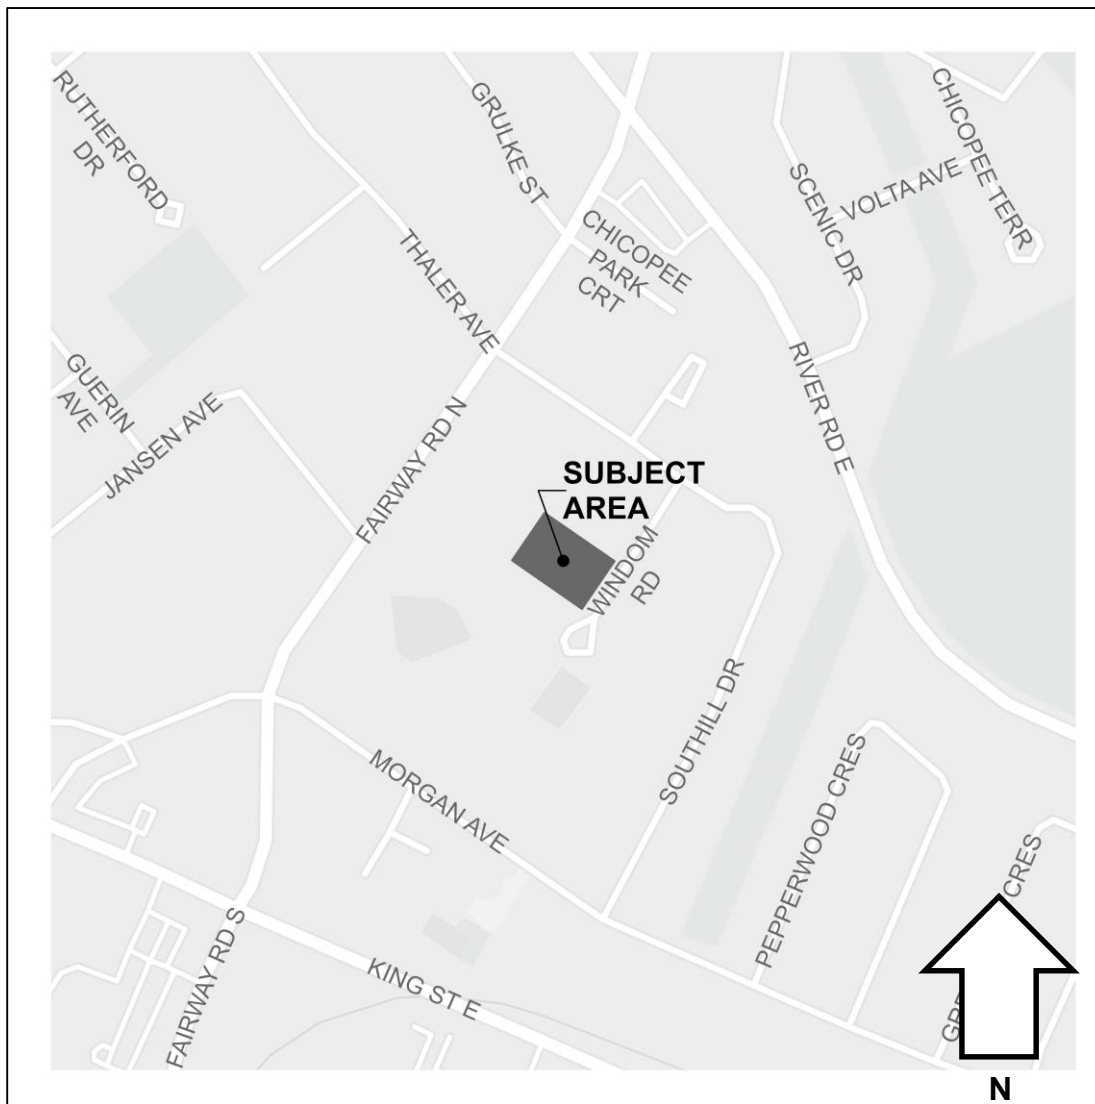 RUTHERFORD
DR
GRULKE ST
CHICOPEE TERR
VOLTA AVE
SCENIC DR
CHICOPEE
PARK
CRT
THALER AVE
RIVER RD E
GUERIN
AVE
JANSEN AVE
FAIRWAY RD N
SUBJECT
AREA
WINDOM
RD
SOUTHILL DR
MORGAN AVE
PEPPERWOOD CRES
CRES
FAIRWAY RD S
KING ST E
N